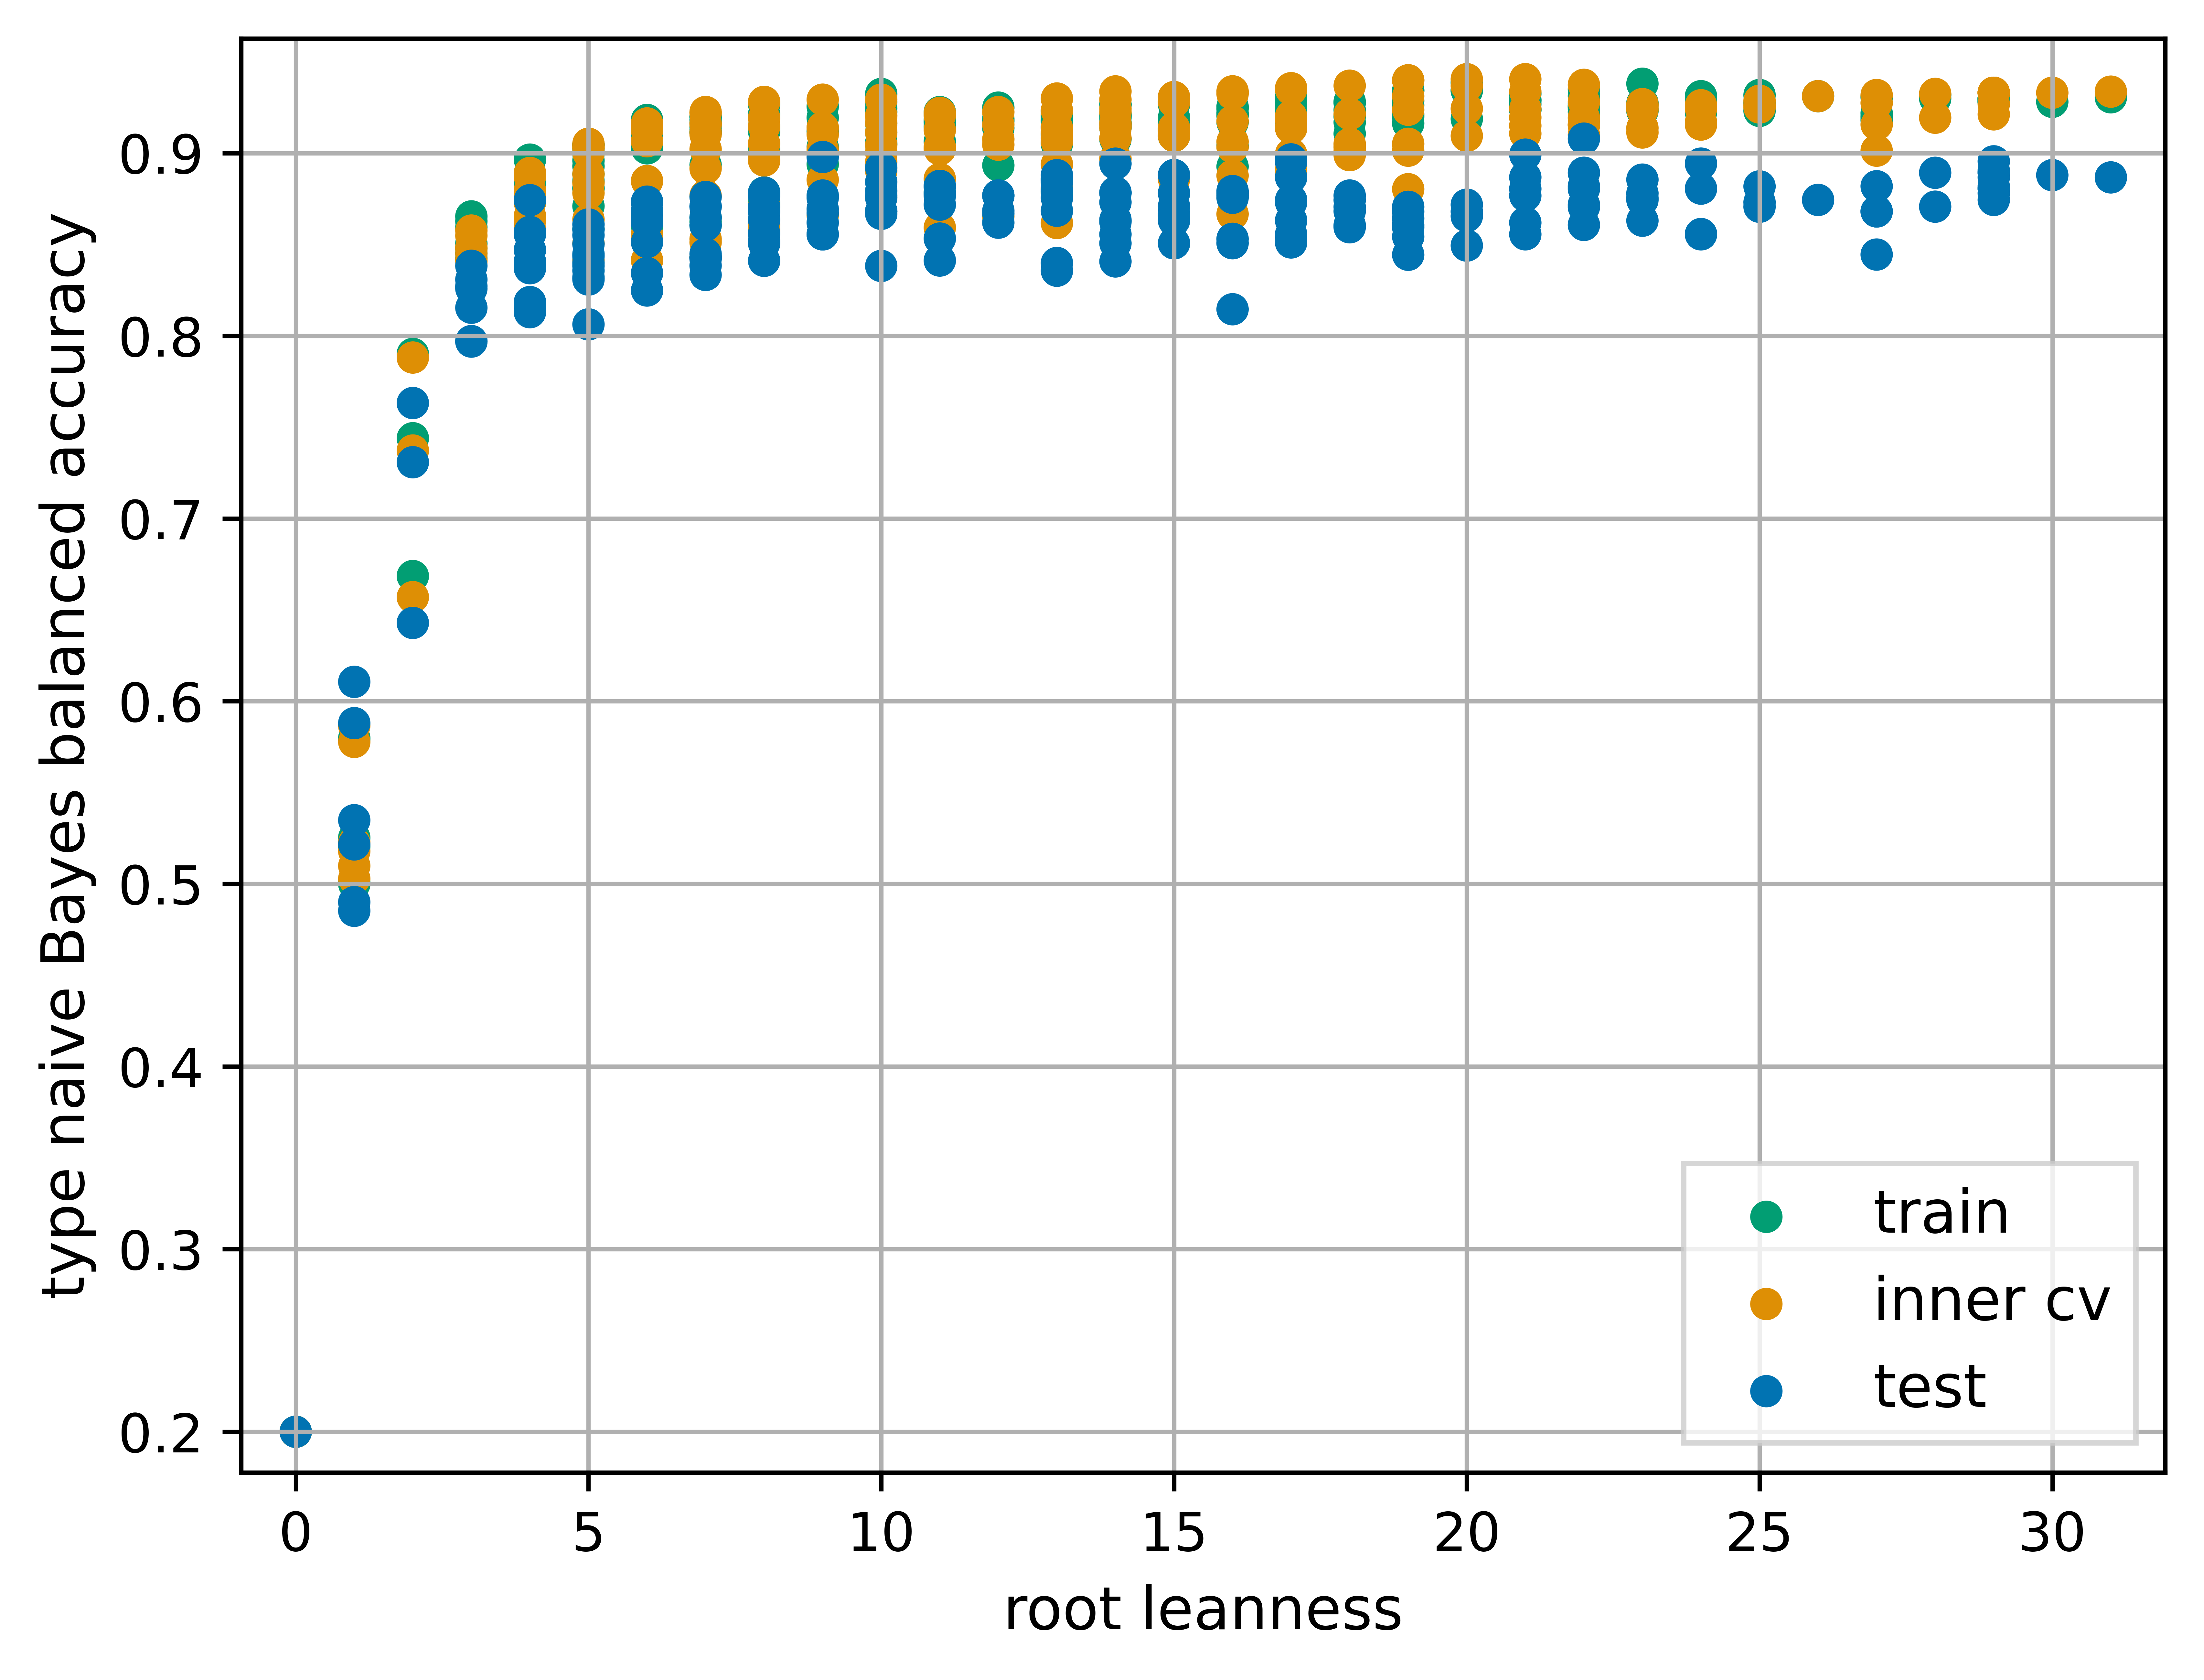 type naive Bayes balanced accuracy
0.9
0.8
0.7
0.6
0.5
0.4
0.3
0.2
train
inner cv
test
0 5 10 15 20 25 30
root leanness